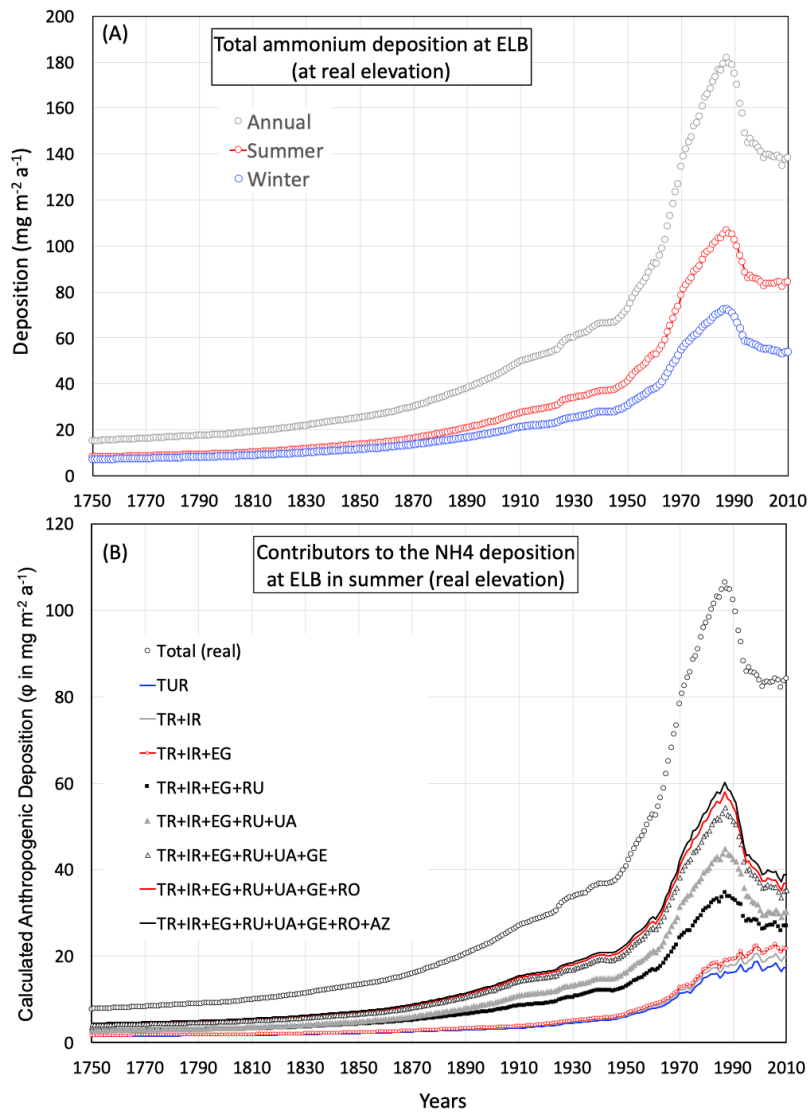 (A)
Total ammonium deposition at ELB
(at real elevation)
Annual
Summer
Winter
Deposition (mg m⁻² a⁻¹)
200
180
160
140
120
100
80
60
40
20
0
1750 1770 1790 1810 1830 1850 1870 1890 1910 1930 1950 1970 1990 2010
(B)
Contributors to the NH4 deposition
at ELB in summer (real elevation)
Total (real)
TUR
TR+IR
TR+IR+EG
TR+IR+EG+RU
TR+IR+EG+RU+UA
TR+IR+EG+RU+UA+GE
TR+IR+EG+RU+UA+GE+RO
TR+IR+EG+RU+UA+GE+RO+AZ
Calculated Anthropogenic Deposition (φ in mg m⁻² a⁻¹)
120
100
80
60
40
20
0
1750 1770 1790 1810 1830 1850 1870 1890 1910 1930 1950 1970 1990 2010
Years